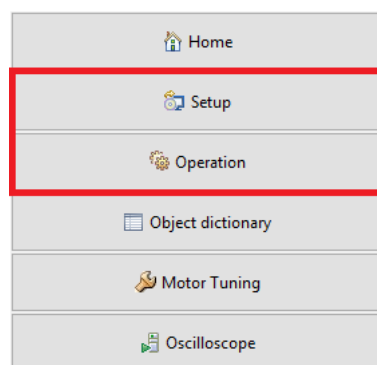 Home
Setup
Operation
Object dictionary
Motor Tuning
Oscilloscope